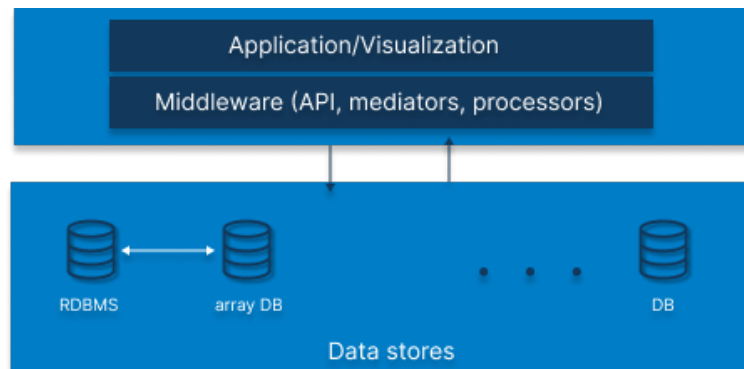 Application/Visualization
Middleware (API, mediators, processors)
RDBMS
array DB
DB
Data stores